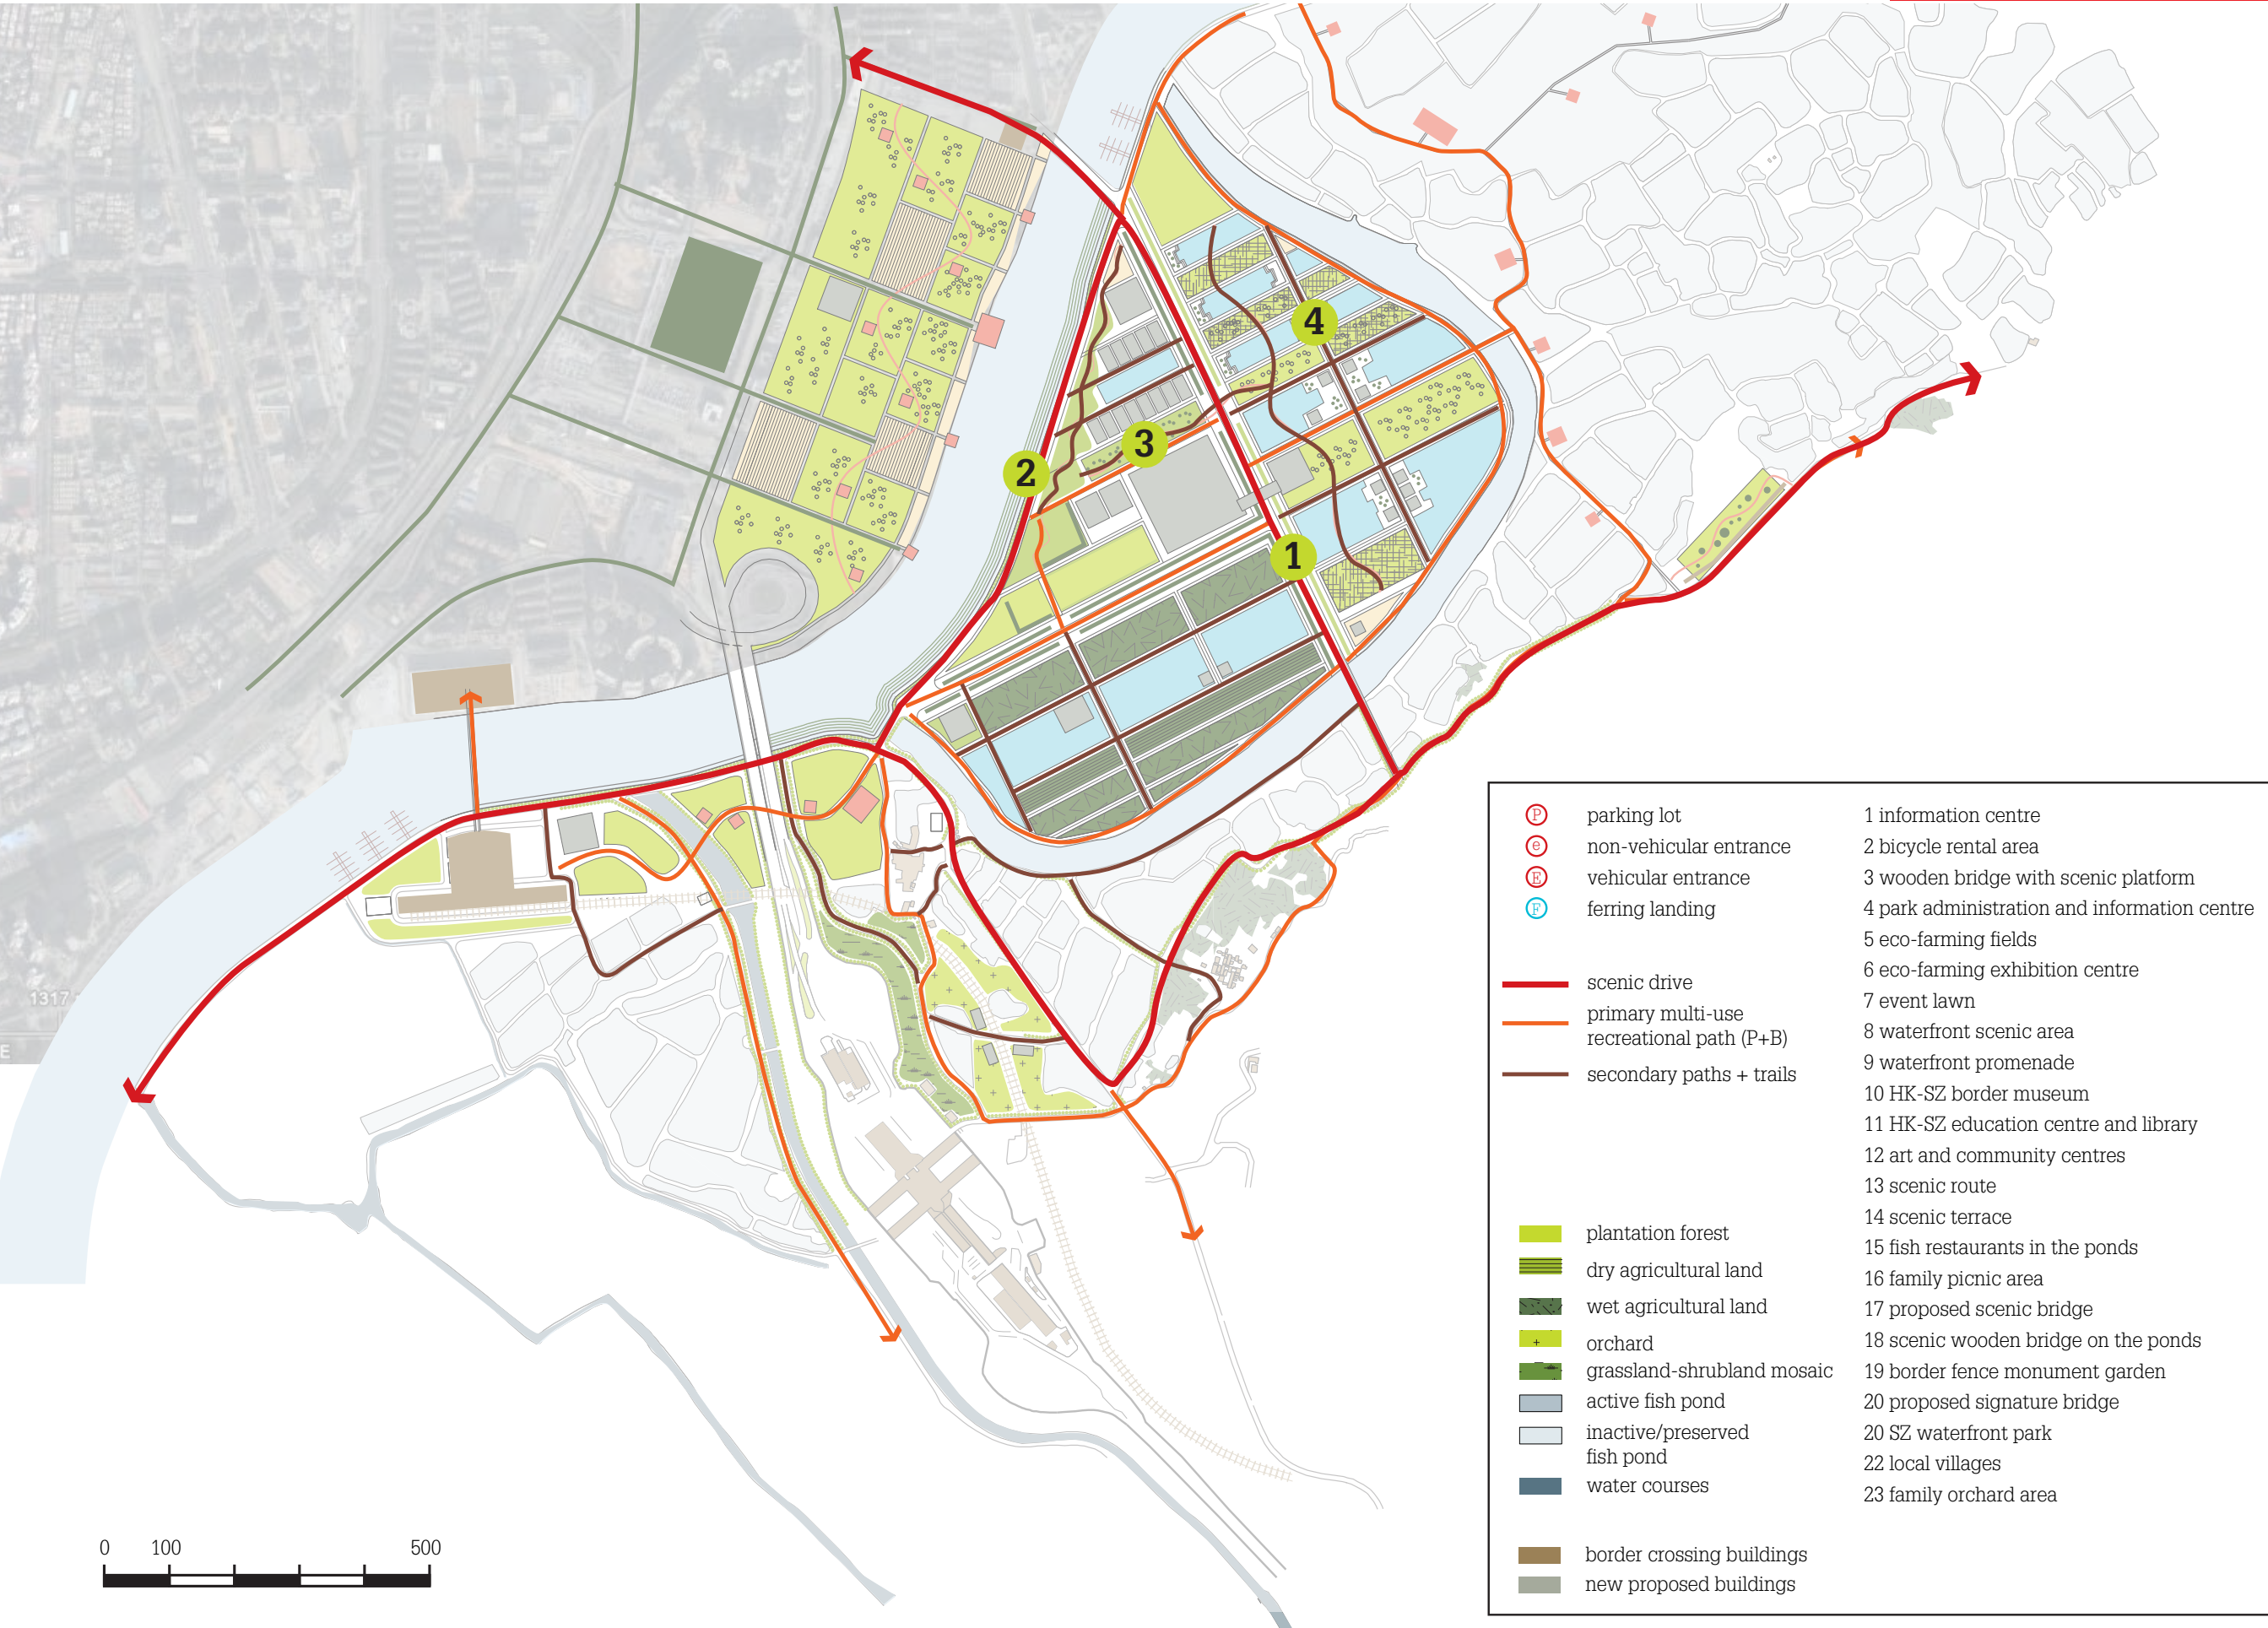 2
3
4
1
1317
E
0 100 500
P parking lot
e non-vehicular entrance
E vehicular entrance
F ferring landing
scenic drive
primary multi-use
recreational path (P+B)
secondary paths + trails
plantation forest
dry agricultural land
wet agricultural land
orchard
grassland-shrubland mosaic
active fish pond
inactive/preserved
fish pond
water courses
border crossing buildings
new proposed buildings
1 information centre
2 bicycle rental area
3 wooden bridge with scenic platform
4 park administration and information centre
5 eco-farming fields
6 eco-farming exhibition centre
7 event lawn
8 waterfront scenic area
9 waterfront promenade
10 HK-SZ border museum
11 HK-SZ education centre and library
12 art and community centres
13 scenic route
14 scenic terrace
15 fish restaurants in the ponds
16 family picnic area
17 proposed scenic bridge
18 scenic wooden bridge on the ponds
19 border fence monument garden
20 proposed signature bridge
20 SZ waterfront park
22 local villages
23 family orchard area